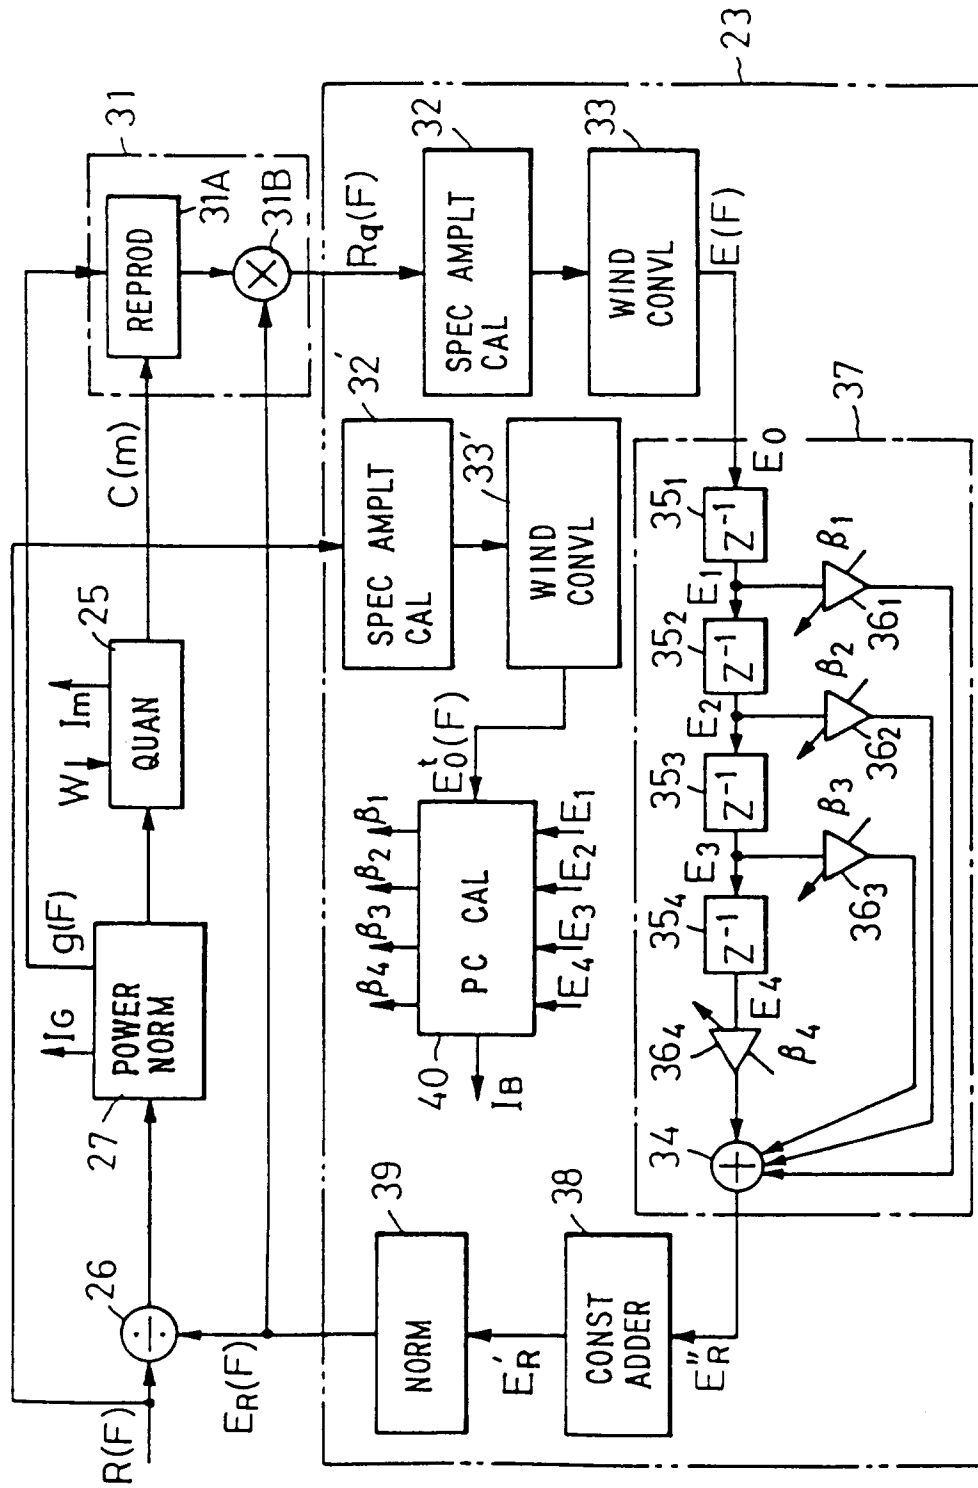 R(F)
26
27
POWER
NORM
IG
g(F)
W
Im
25
QUAN
C(m)
31
REPROD
31A
31B
ER(F)
39
NORM
E'R
38
CONST
ADDER
E''R
40
IB
PC CAL
β4 β3 β2 β1
E4 E3 E2 E1
Et0(F)
32'
SPEC AMPLT
CAL
33'
WIND
CONVL
Rq(F)
32
SPEC AMPLT
CAL
33
WIND
CONVL
E(F)
23
37
34
364
β4
E4
354
Z-1
E3
353
Z-1
E2
352
Z-1
E1
351
Z-1
E0
363
β3
362
β2
361
β1